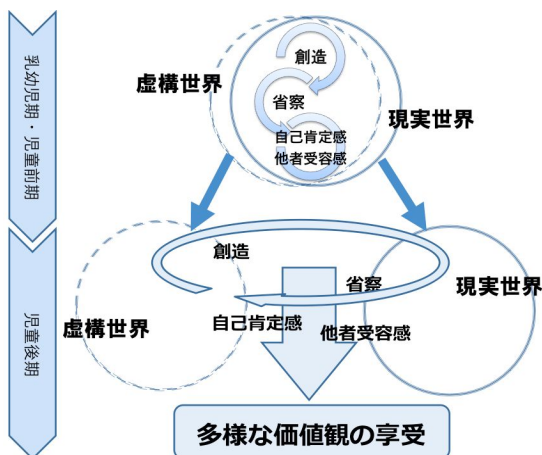 乳幼児期・児童前期
虚構世界
創造
省察
自己肯定感
他者受容感
現実世界
児童後期
虚構世界
創造
省察
自己肯定感
他者受容感
現実世界
多様な価値観の享受